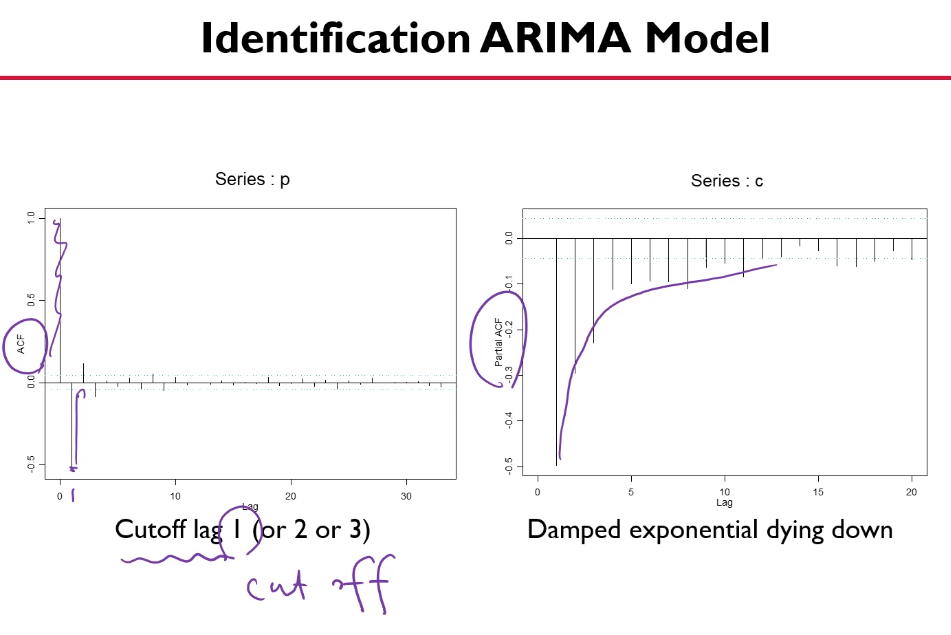 Identification ARIMA Model
Series : p
ACF
1.0
0.5
0.0
-0.5
0
10
20
30
Lag
1
Cutoff lag 1 (or 2 or 3)
cut off
Series : c
Partial ACF
0.0
-0.1
-0.2
-0.3
-0.4
-0.5
0
5
10
15
20
Lag
Damped exponential dying down